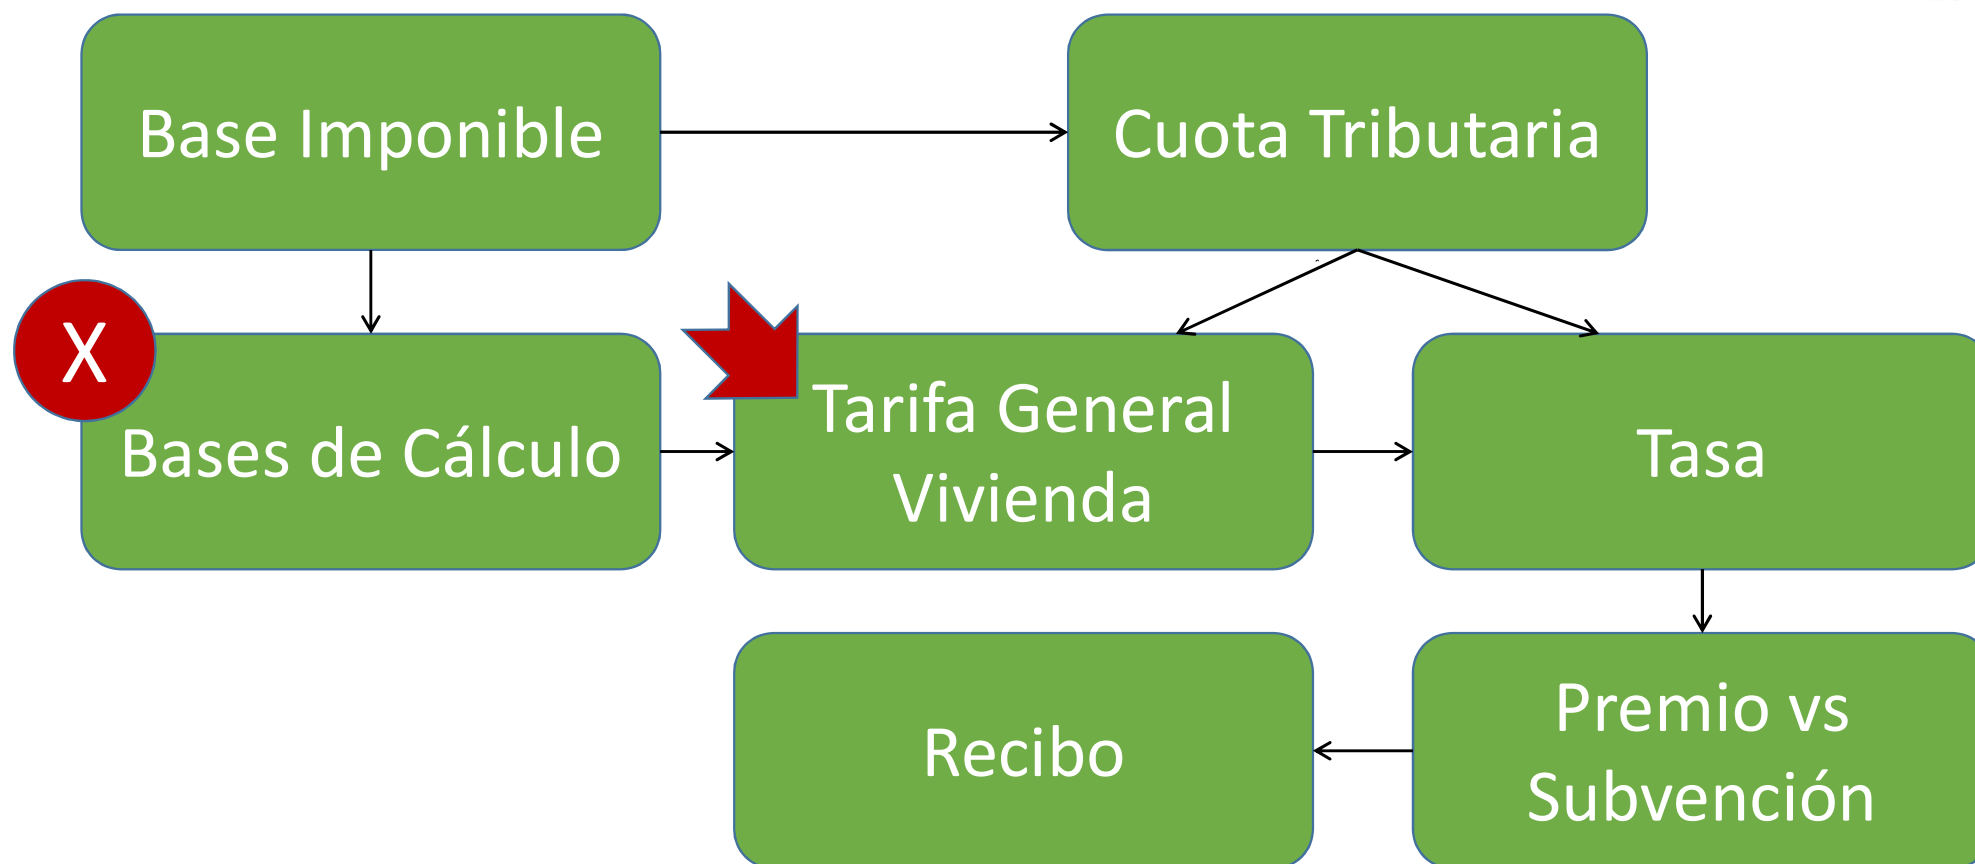 Base Imponible
Cuota Tributaria
X
Bases de Cálculo
Tarifa General
Vivienda
Tasa
Recibo
Premio vs
Subvención